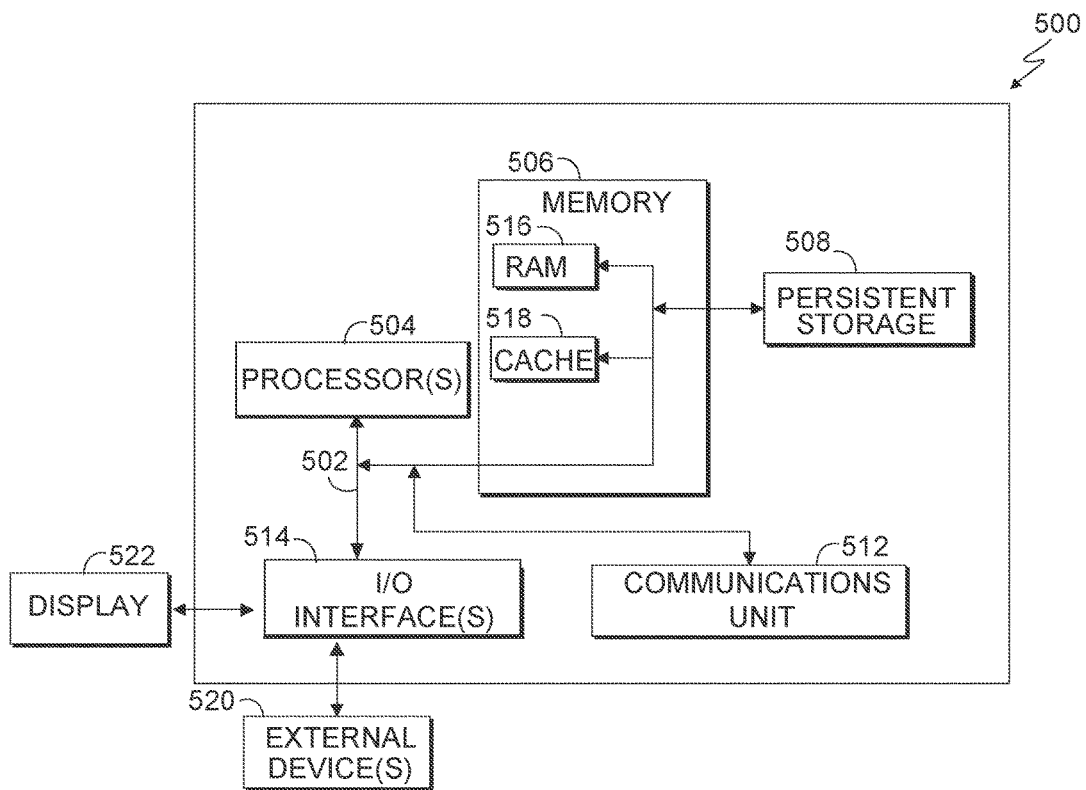 500
506
MEMORY
516
RAM
508
PERSISTENT
STORAGE
518
CACHE
504
PROCESSOR(S)
502
514
I/O
INTERFACE(S)
512
COMMUNICATIONS
UNIT
522
DISPLAY
520
EXTERNAL
DEVICE(S)